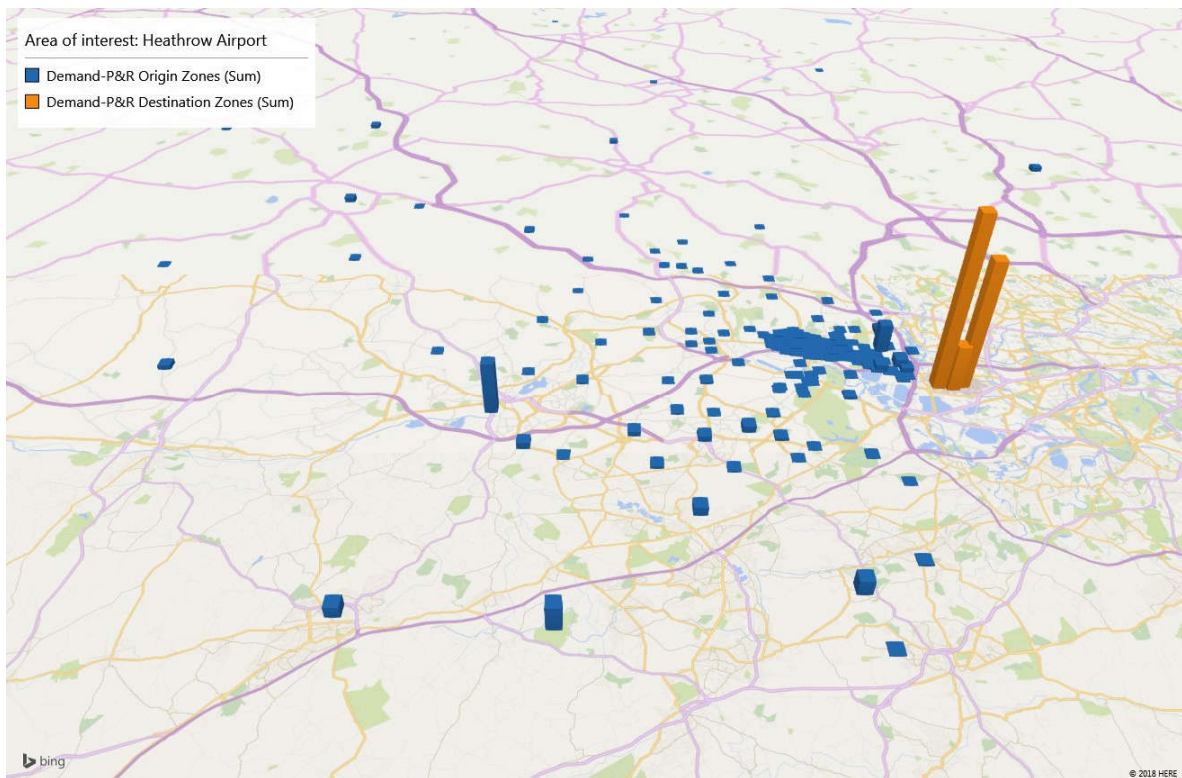 Area of interest: Heathrow Airport
Demand-P&R Origin Zones (Sum)
Demand-P&R Destination Zones (Sum)
bing
© 2018 HERE